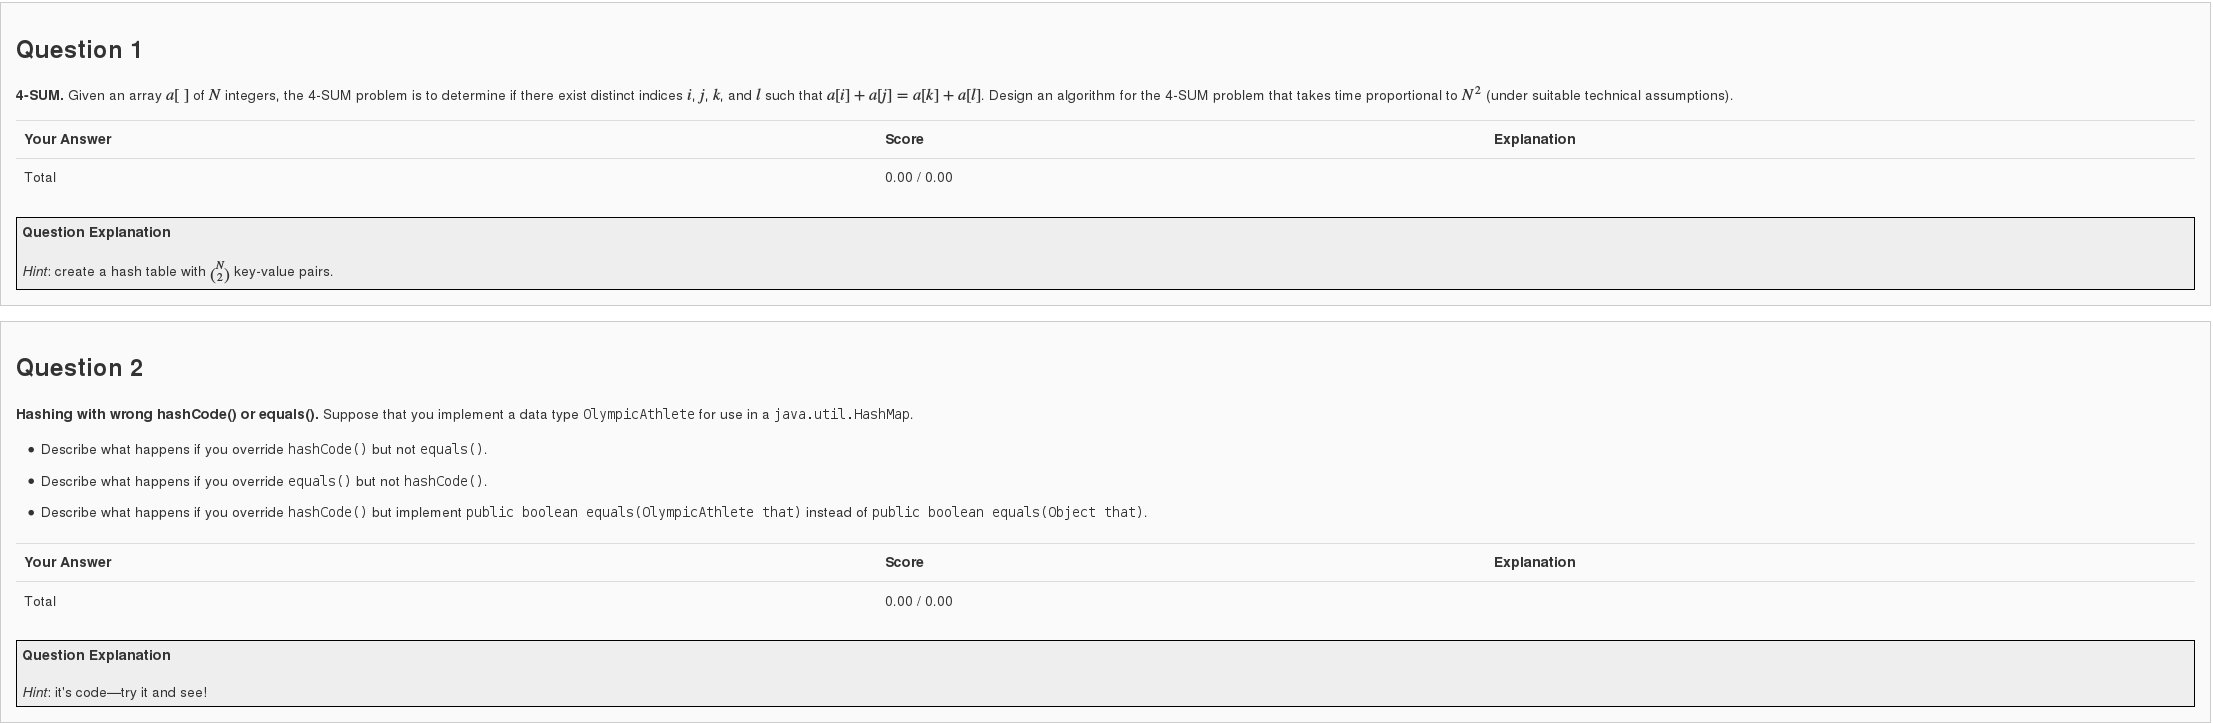 Question 1
4-SUM. Given an array a[ ] of N integers, the 4-SUM problem is to determine if there exist distinct indices i, j, k, and l such that a[i] + a[j] = a[k] + a[l]. Design an algorithm for the 4-SUM problem that takes time proportional to N² (under suitable technical assumptions).
Your Answer Score Explanation
Total 0.00 / 0.00
Question Explanation
Hint: create a hash table with (N 2) key-value pairs.
Question 2
Hashing with wrong hashCode() or equals(). Suppose that you implement a data type OlympicAthlete for use in a java.util.HashMap.
• Describe what happens if you override hashCode() but not equals().
• Describe what happens if you override equals() but not hashCode().
• Describe what happens if you override hashCode() but implement public boolean equals(OlympicAthlete that) instead of public boolean equals(Object that).
Your Answer Score Explanation
Total 0.00 / 0.00
Question Explanation
Hint: it's code—try it and see!